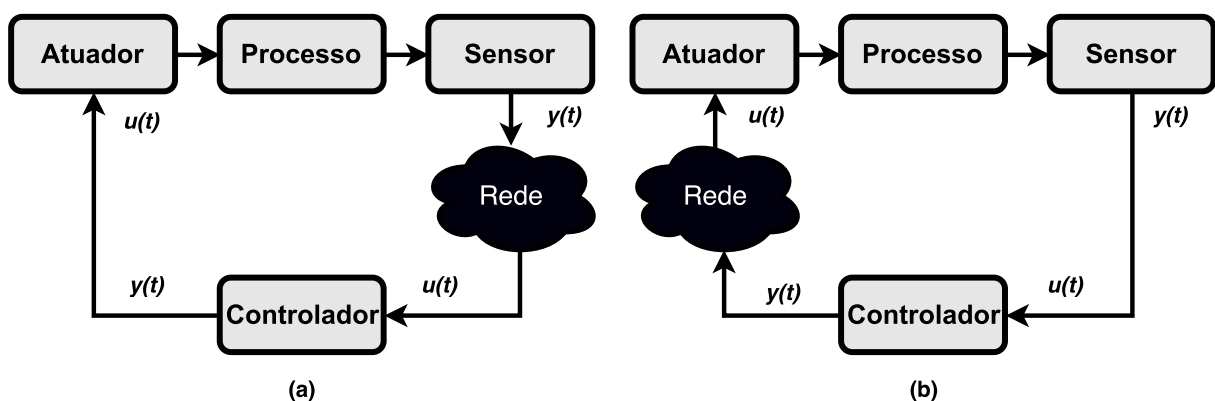 Atuador
Processo
Sensor
u(t)
y(t)
Rede
y(t)
u(t)
Controlador
(a)
Atuador
Processo
Sensor
u(t)
y(t)
Rede
y(t)
u(t)
Controlador
(b)